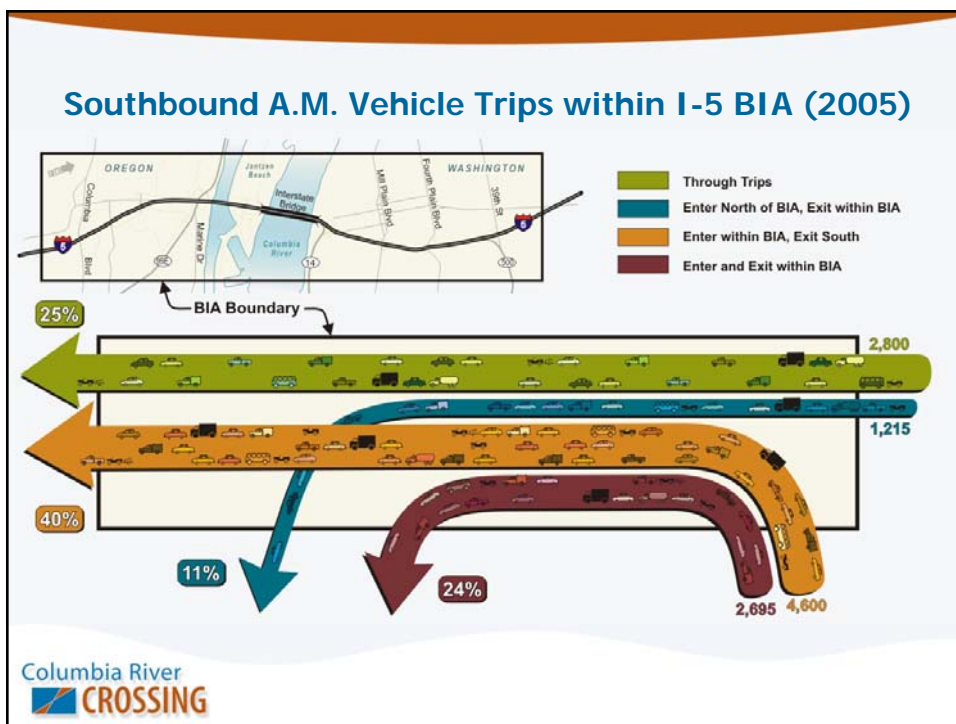 Southbound A.M. Vehicle Trips within I-5 BIA (2005)
OREGON
Jantzen
Beach
WASHINGTON
Columbia
Blvd
Marine Dr
Interstate
Bridge
Columbia
River
Mill Plain Blvd
Fourth Plain Blvd
39th St
5
14
500
5
Through Trips
Enter North of BIA, Exit within BIA
Enter within BIA, Exit South
Enter and Exit within BIA
BIA Boundary
25%
2,800
1,215
40%
11%
24%
2,695
4,600
Columbia River
CROSSING